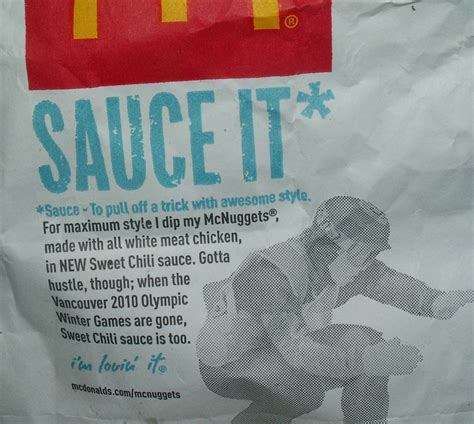 ®
SAUCE IT*
*Sauce - To pull off a trick with awesome style.
For maximum style I dip my McNuggets®,
made with all white meat chicken,
in NEW Sweet Chili sauce. Gotta
hustle, though; when the
Vancouver 2010 Olympic
Winter Games are gone,
Sweet Chili sauce is too.
i'm lovin' it®
mcdonalds.com/mcnuggets